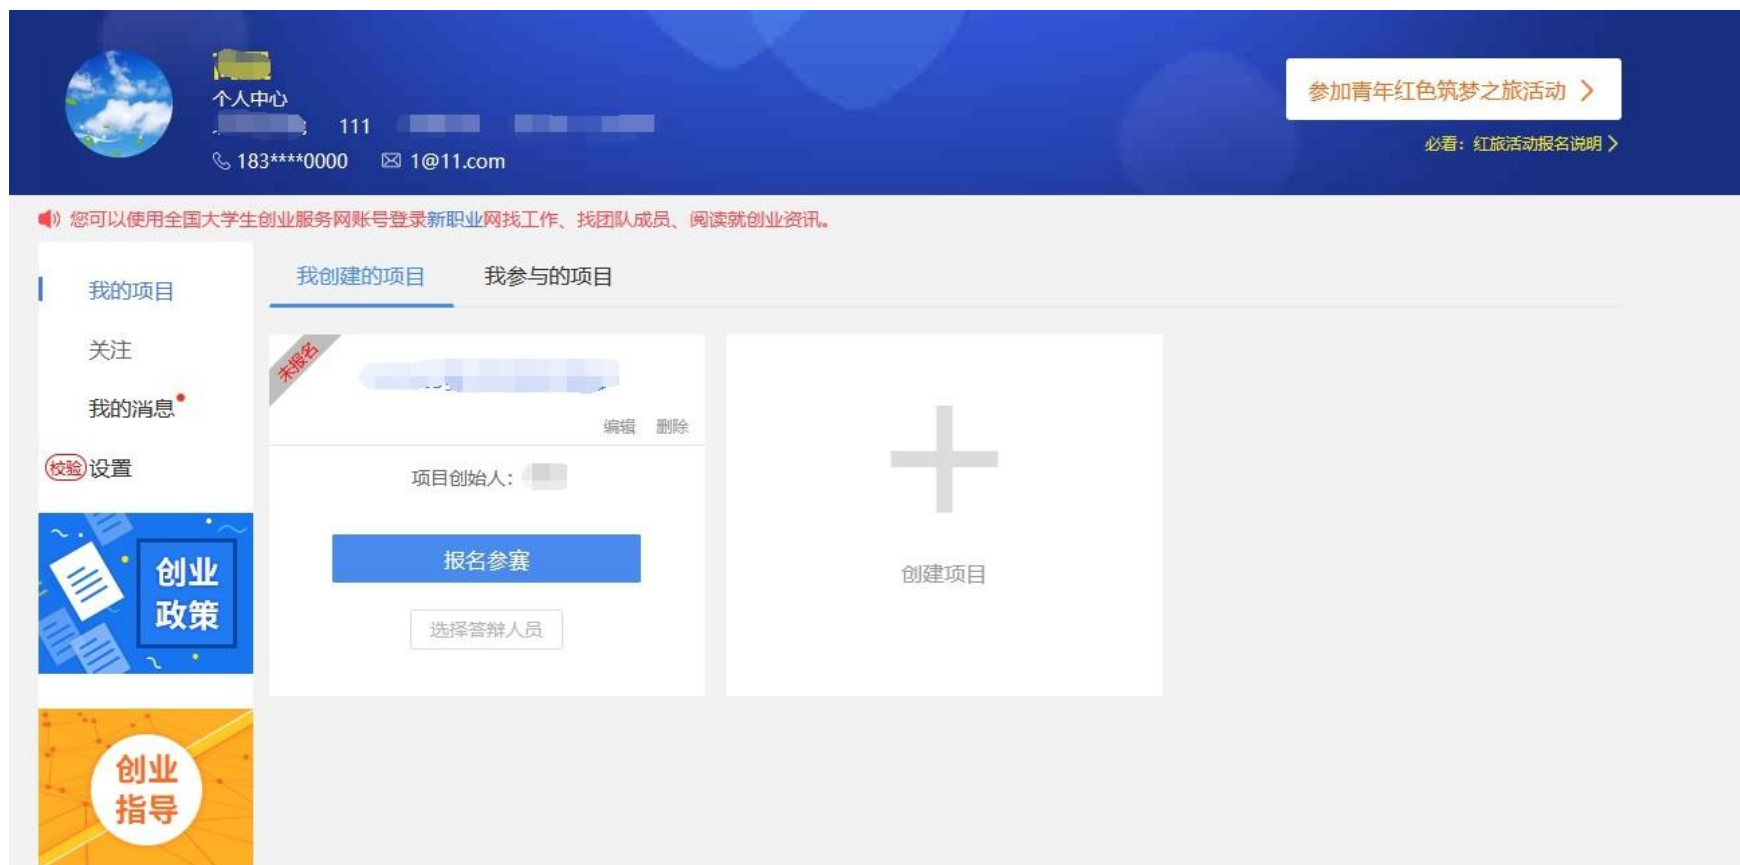 个人中心
参加青年红色筑梦之旅活动 >
111
必看：红旅活动报名说明 >
183****0000 1@11.com
您可以使用全国大学生创业服务网账号登录新职业网找工作、找团队成员、阅读就创业资讯。
我的项目
关注
我的消息
校验 设置
我创建的项目 我参与的项目
未报名
编辑 删除
项目创始人：
报名参赛
选择答辩人员
创建项目
创业
政策
创业
指导